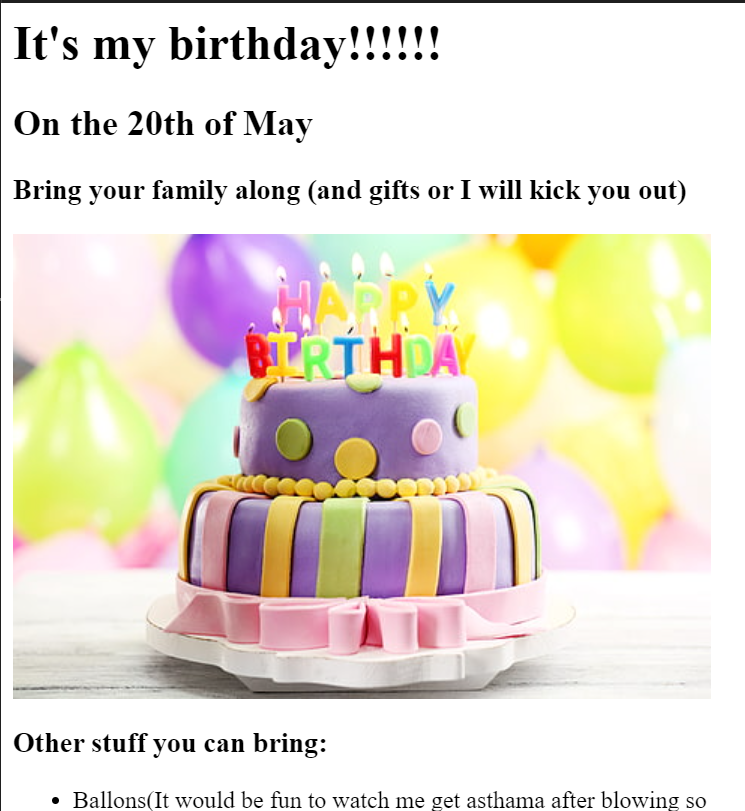 It's my birthday!!!!!!
On the 20th of May
Bring your family along (and gifts or I will kick you out)
HAPPY
BIRTHDAY
Other stuff you can bring:
• Ballons(It would be fun to watch me get asthama after blowing so